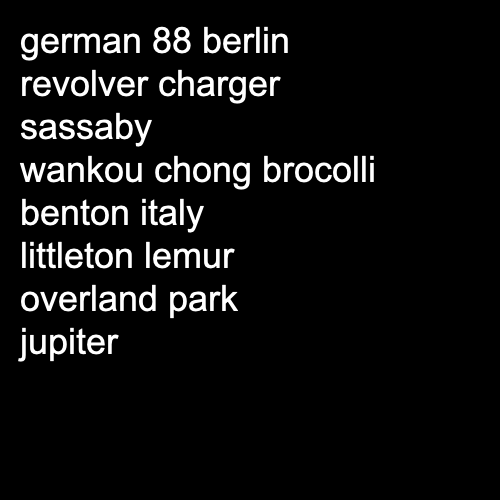 german 88 berlin
revolver charger
sassaby
wankou chong brocolli
benton italy
littleton lemur
overland park
jupiter